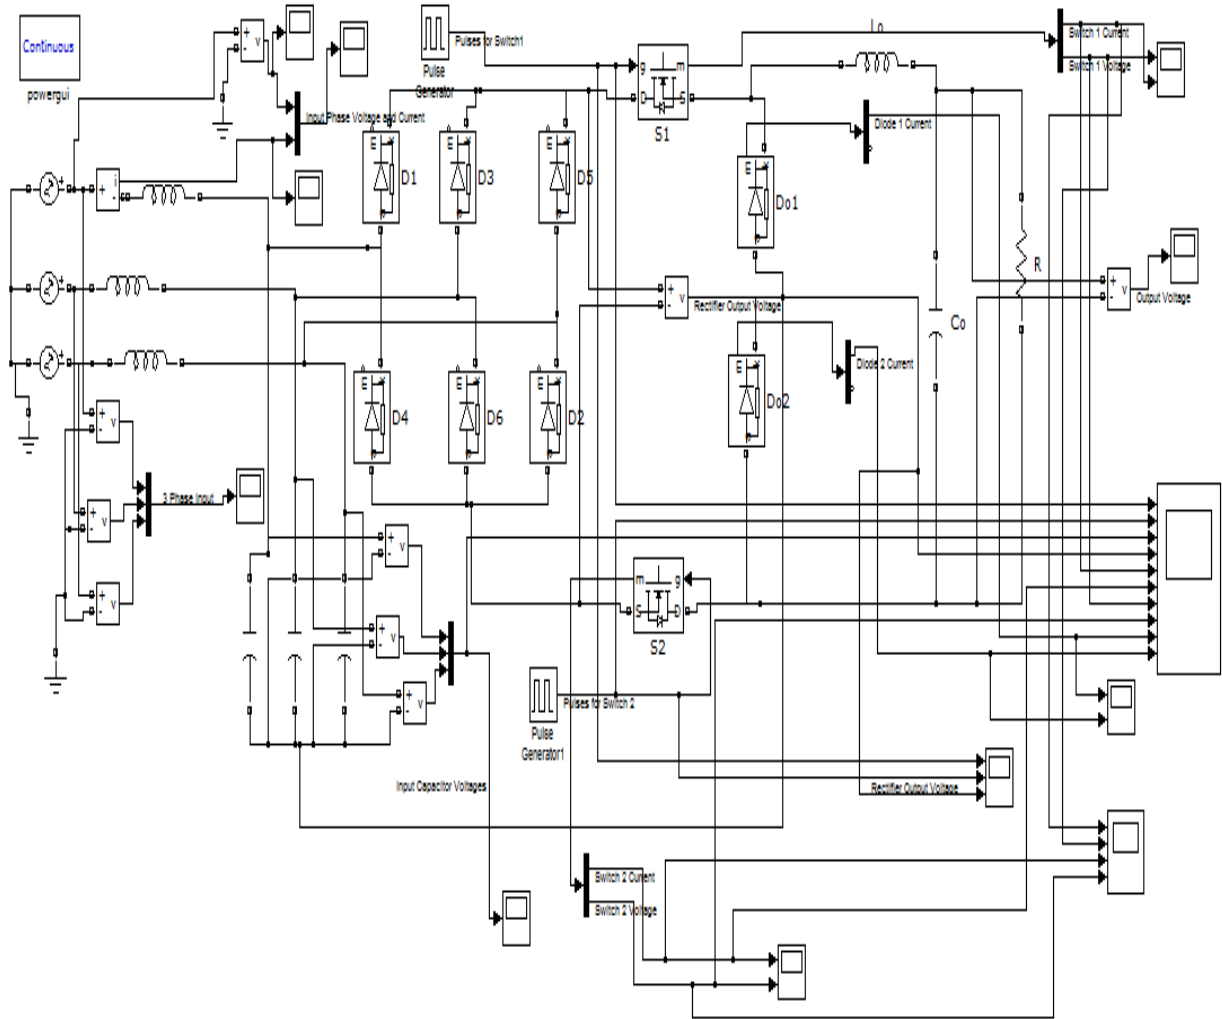 Continuous
powergui
v
Pulses for Switch1
Pulse
Generator
Lo
Switch 1 Current
Switch 1 Voltage
g
m
D
S
S1
Input Phase Voltage and Current
Diode 1 Current
i
E
D1
E
D3
E
D5
E
Do1
R
v
Output Voltage
v
Rectifier Output Voltage
Co
Diode 2 Current
E
D4
E
D6
E
D2
E
Do2
v
v
v
3 Phase Input
v
v
v
m
g
S
D
S2
Pulses for Switch 2
Pulse
Generator1
Input Capacitor Voltages
Rectifier Output Voltage
Switch 2 Current
Switch 2 Voltage